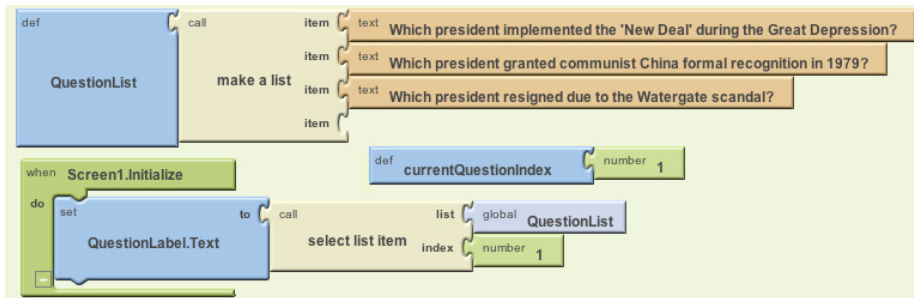 def
QuestionList
call
make a list
item
text Which president implemented the 'New Deal' during the Great Depression?
item
text Which president granted communist China formal recognition in 1979?
item
text Which president resigned due to the Watergate scandal?
item
def
currentQuestionIndex
number 1
when Screen1.Initialize
do
set
QuestionLabel.Text
to
call
select list item
list
global QuestionList
index
number 1